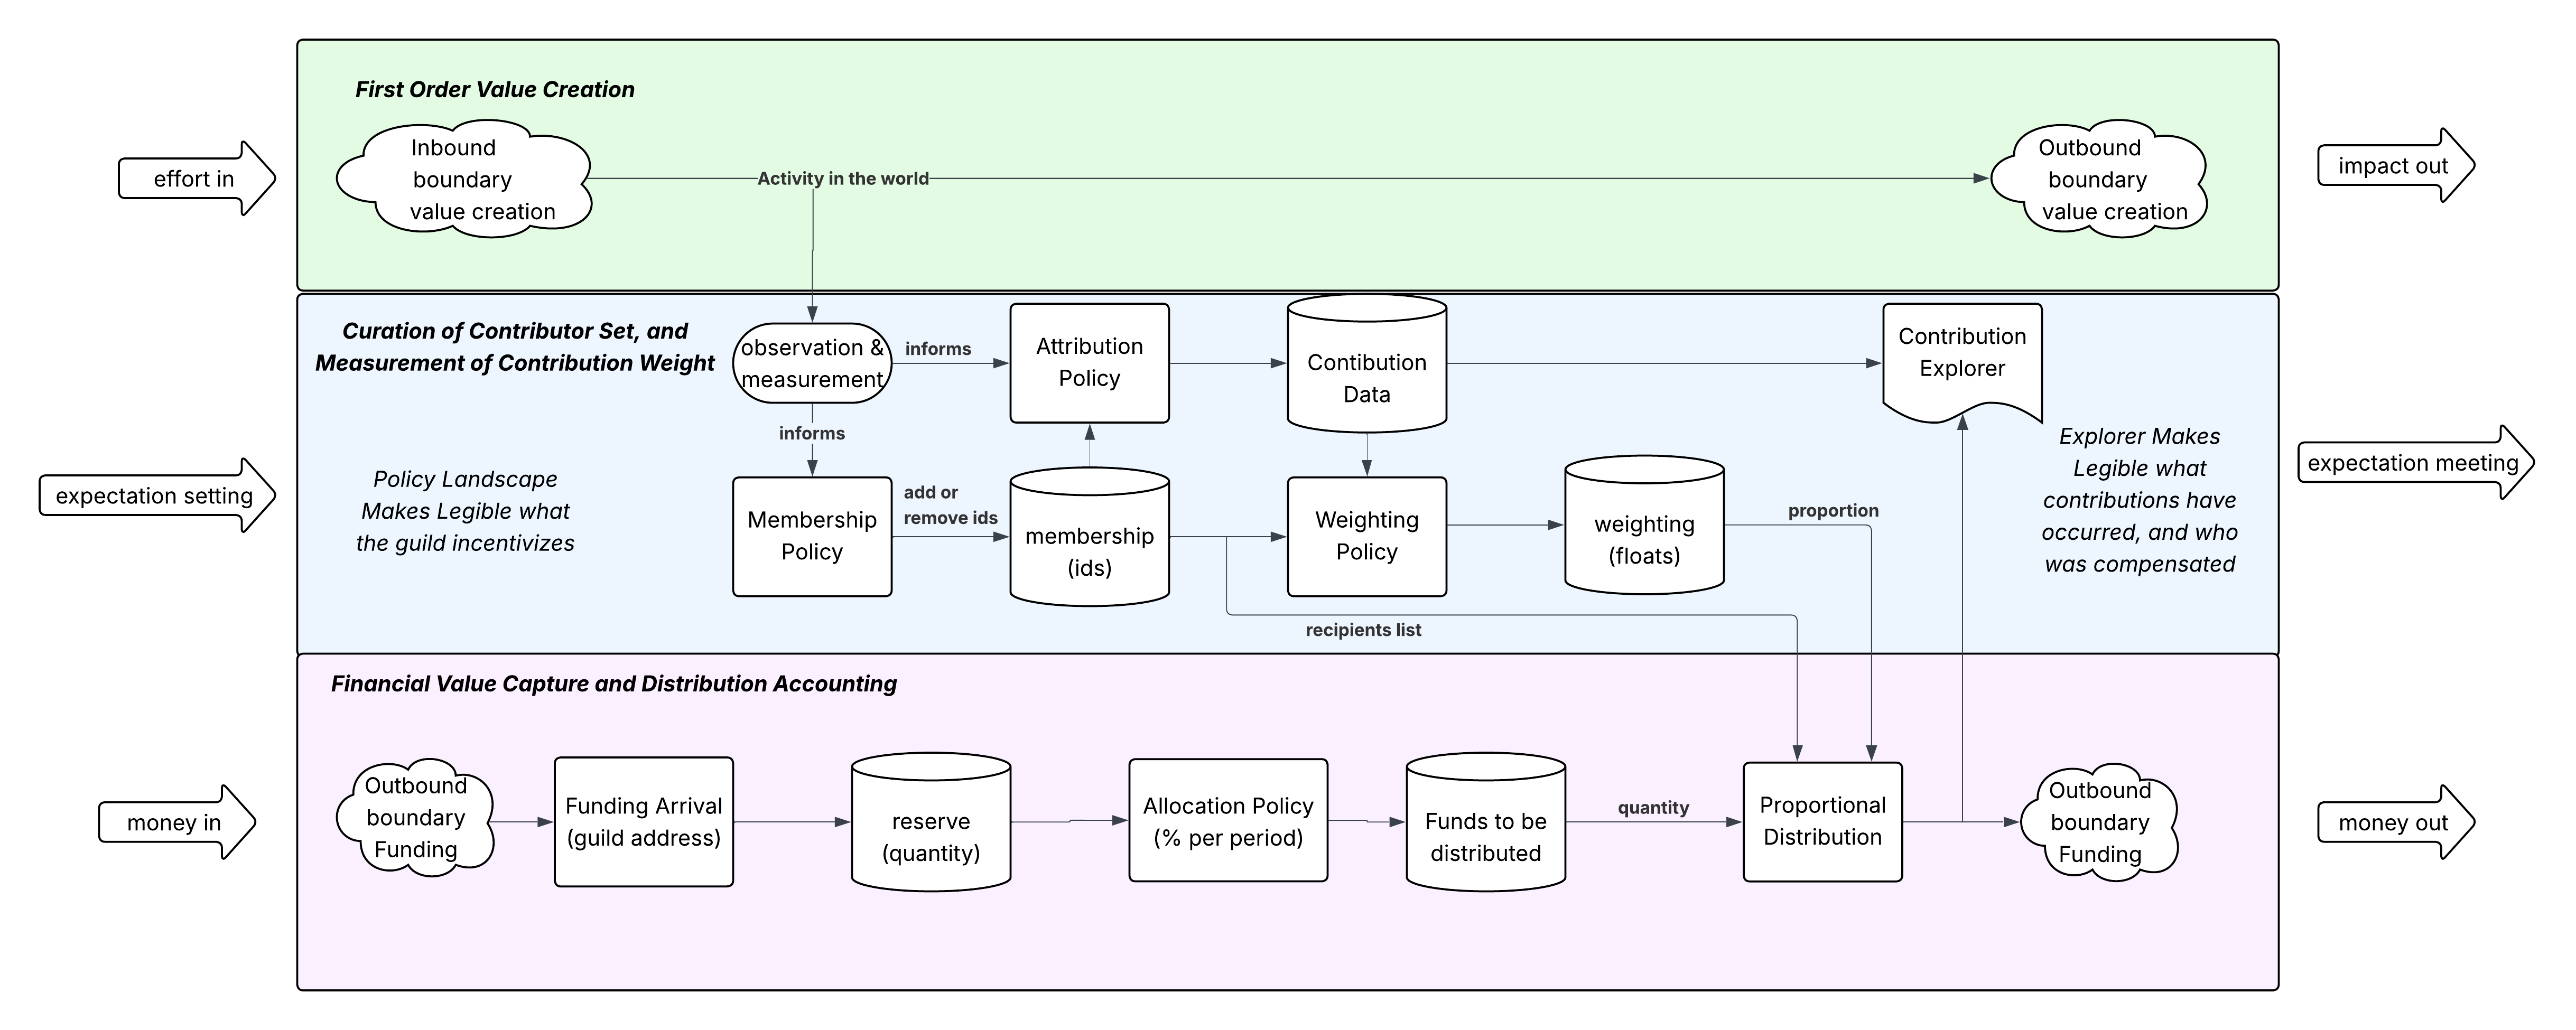 First Order Value Creation
effort in
Inbound
boundary
value creation
Activity in the world
Outbound
boundary
value creation
impact out
Curation of Contributor Set, and
Measurement of Contribution Weight
observation &
measurement
informs
Attribution
Policy
Contibution
Data
Contribution
Explorer
informs
expectation setting
Policy Landscape
Makes Legible what
the guild incentivizes
Membership
Policy
add or
remove ids
membership
(ids)
Weighting
Policy
weighting
(floats)
proportion
Explorer Makes
Legible what
contributions have
occurred, and who
was compensated
expectation meeting
recipients list
Financial Value Capture and Distribution Accounting
money in
Outbound
boundary
Funding
Funding Arrival
(guild address)
reserve
(quantity)
Allocation Policy
(% per period)
Funds to be
distributed
quantity
Proportional
Distribution
Outbound
boundary
Funding
money out